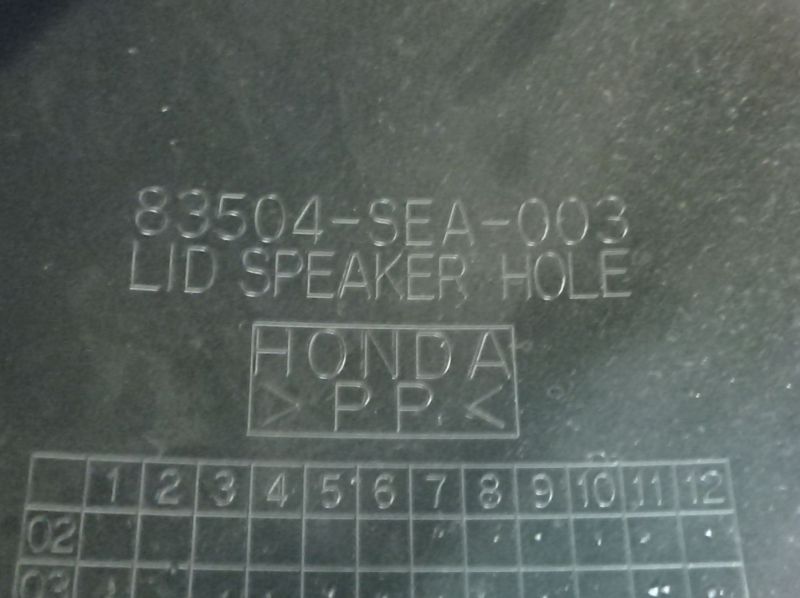 83504-SEA-003
LID SPEAKER HOLE
HONDA
> PP <
1 2 3 4 5 6 7 8 9 10 11 12
02
03